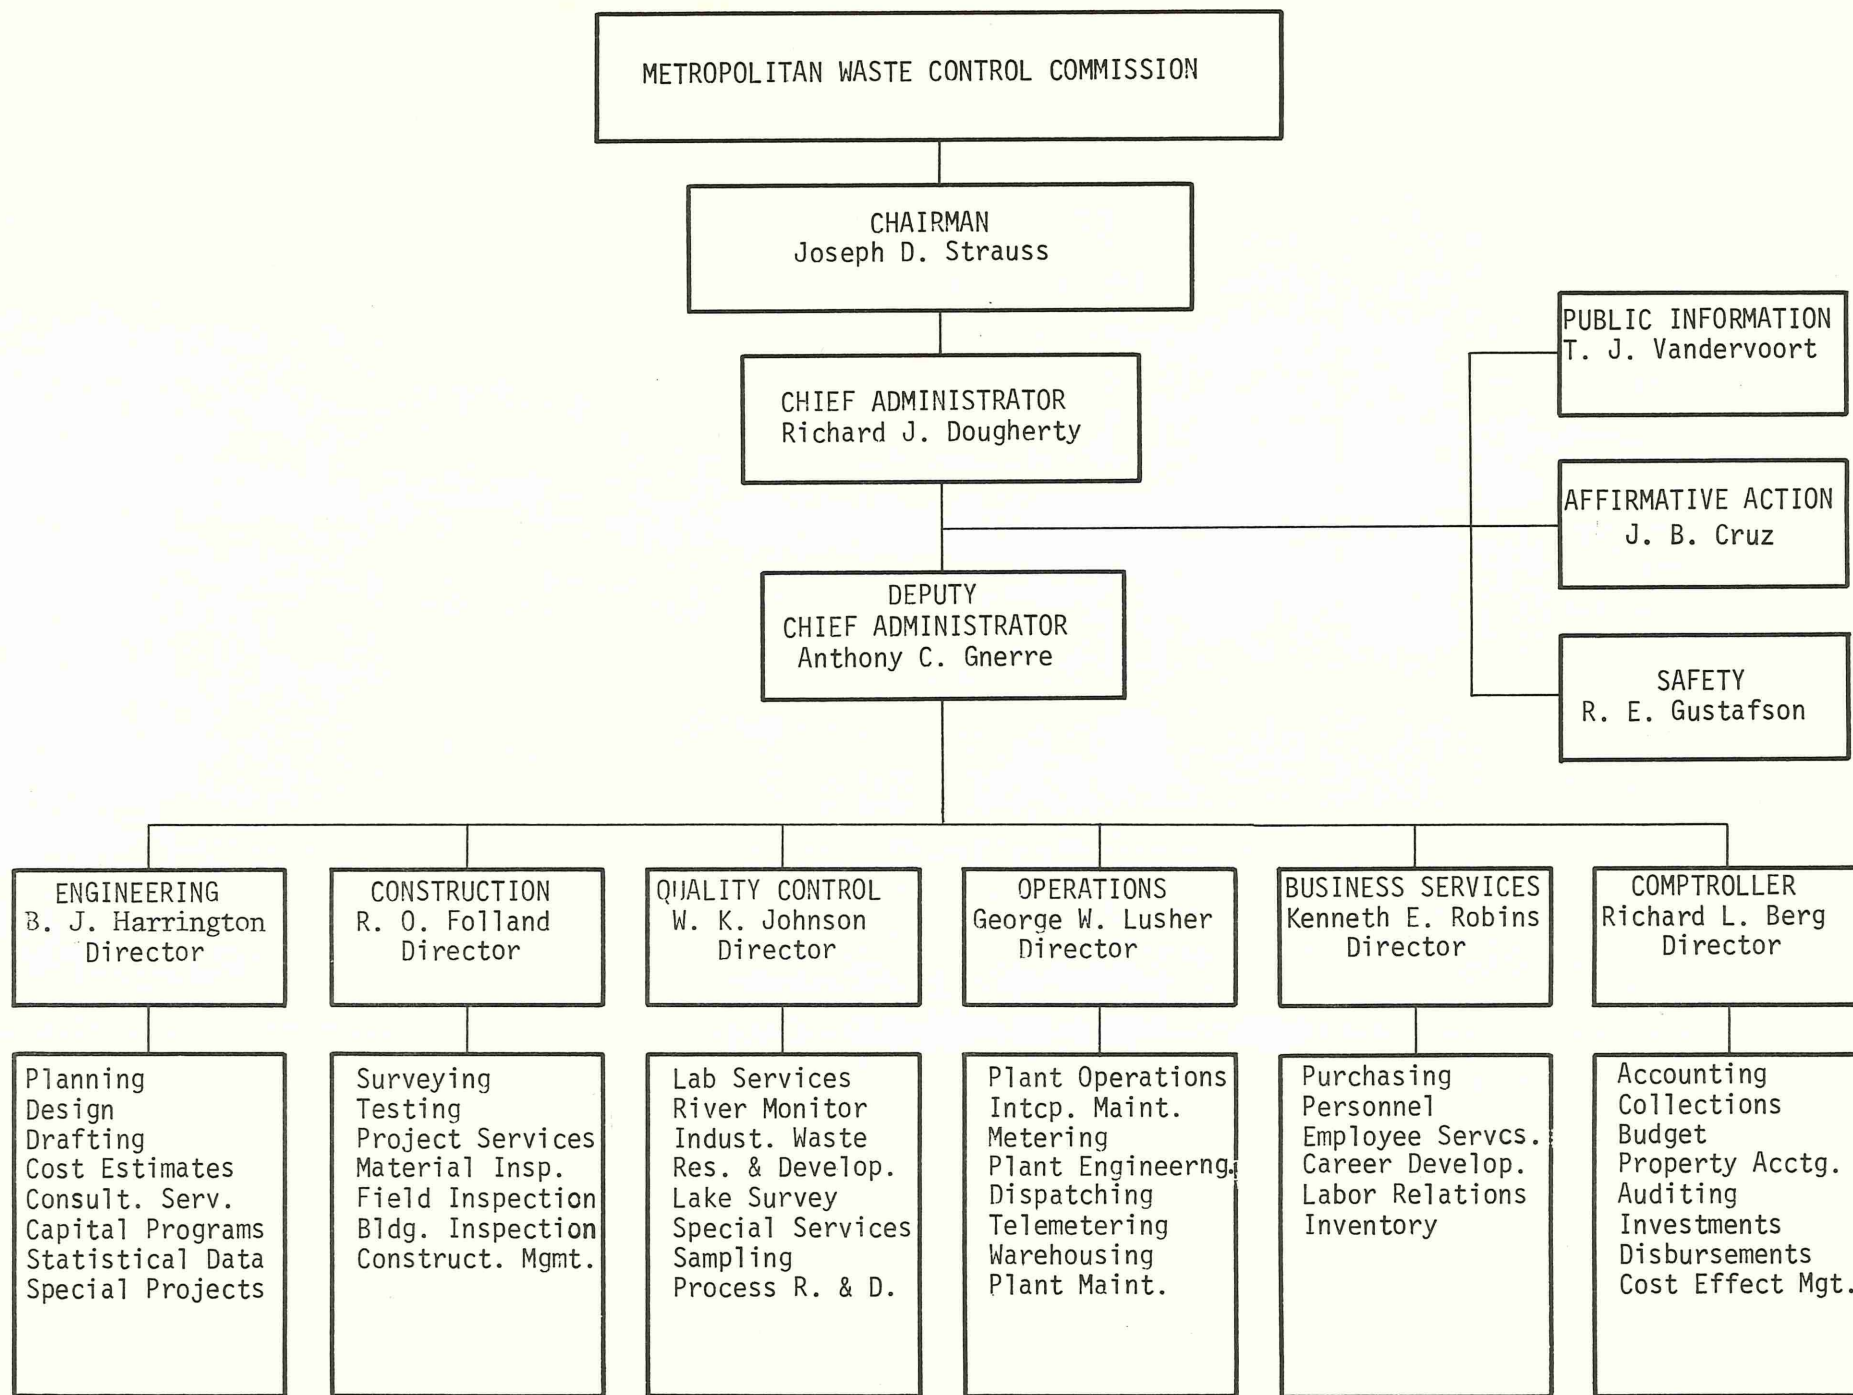 METROPOLITAN WASTE CONTROL COMMISSION
CHAIRMAN
Joseph D. Strauss
CHIEF ADMINISTRATOR
Richard J. Dougherty
PUBLIC INFORMATION
T. J. Vandervoort
AFFIRMATIVE ACTION
J. B. Cruz
SAFETY
R. E. Gustafson
DEPUTY
CHIEF ADMINISTRATOR
Anthony C. Gnerre
ENGINEERING
B. J. Harrington
Director
Planning
Design
Drafting
Cost Estimates
Consult. Serv.
Capital Programs
Statistical Data
Special Projects
CONSTRUCTION
R. O. Folland
Director
Surveying
Testing
Project Services
Material Insp.
Field Inspection
Bldg. Inspection
Construct. Mgmt.
QUALITY CONTROL
W. K. Johnson
Director
Lab Services
River Monitor
Indust. Waste
Res. & Develop.
Lake Survey
Special Services
Sampling
Process R. & D.
OPERATIONS
George W. Lusher
Director
Plant Operations
Intcp. Maint.
Metering
Plant Engineerng.
Dispatching
Telemetering
Warehousing
Plant Maint.
BUSINESS SERVICES
Kenneth E. Robins
Director
Purchasing
Personnel
Employee Servcs.
Career Develop.
Labor Relations
Inventory
COMPTROLLER
Richard L. Berg
Director
Accounting
Collections
Budget
Property Acctg.
Auditing
Investments
Disbursements
Cost Effect Mgt.